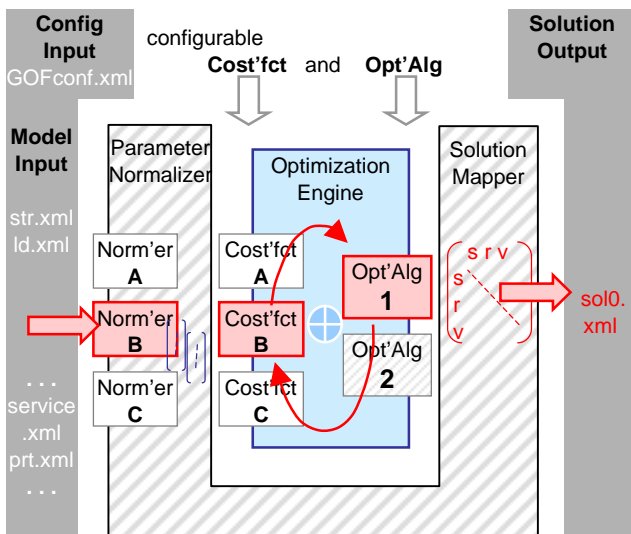 Config
Input
GOFconf.xml
configurable
Cost'fct and Opt'Alg
Solution
Output
Model
Input
str.xml
ld.xml
. . .
service
.xml
prt.xml
. . .
Parameter
Normalizer
Norm'er
A
Norm'er
B
Norm'er
C
Cost'fct
A
Cost'fct
B
Cost'fct
C
Optimization
Engine
Opt'Alg
1
Opt'Alg
2
Solution
Mapper
s r v
s
r
v
sol0.
xml